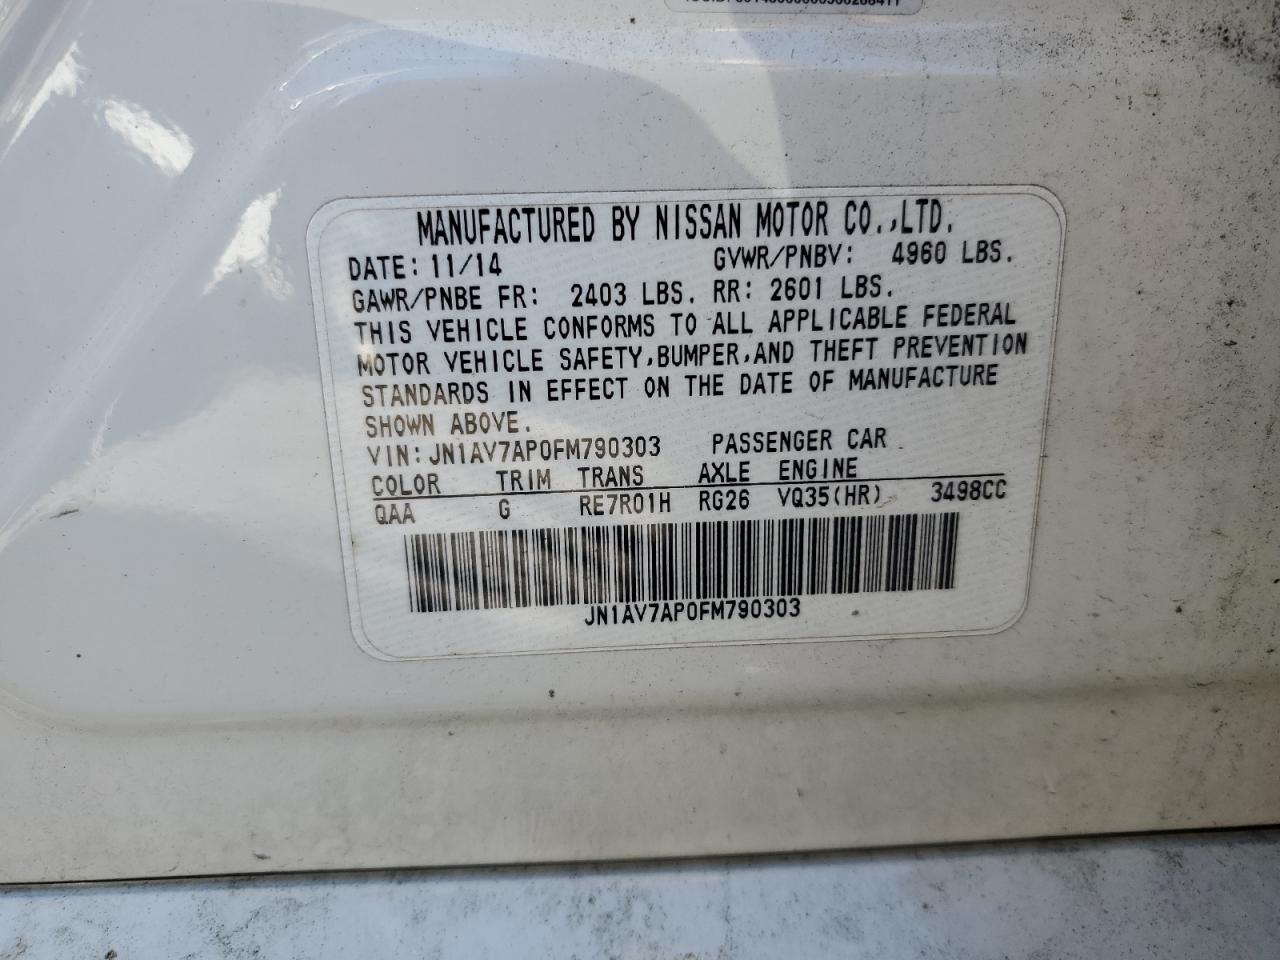 MANUFACTURED BY NISSAN MOTOR CO.,LTD.
DATE: 11/14 GVWR/PNBV: 4960 LBS.
GAWR/PNBE FR: 2403 LBS. RR: 2601 LBS.
THIS VEHICLE CONFORMS TO ALL APPLICABLE FEDERAL
MOTOR VEHICLE SAFETY,BUMPER,AND THEFT PREVENTION
STANDARDS IN EFFECT ON THE DATE OF MANUFACTURE
SHOWN ABOVE.
VIN: JN1AV7AP0FM790303 PASSENGER CAR
COLOR TRIM TRANS AXLE ENGINE
QAA G RE7R01H RG26 VQ35(HR) 3498CC
JN1AV7AP0FM790303